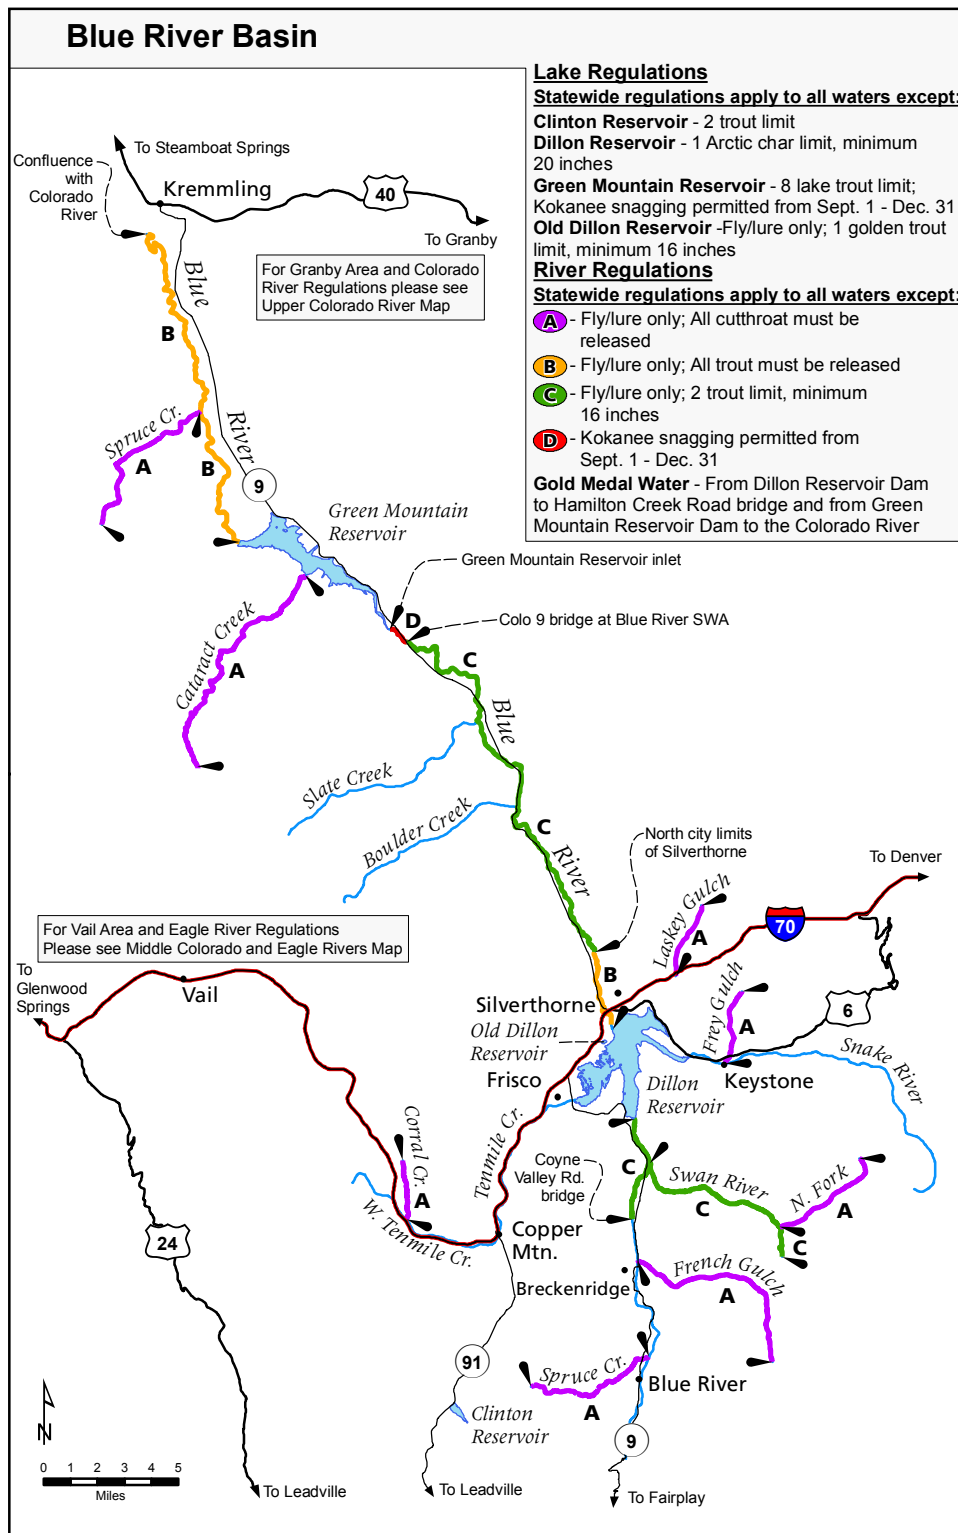 Blue River Basin
Lake Regulations
Statewide regulations apply to all waters except:
Clinton Reservoir - 2 trout limit
Dillon Reservoir - 1 Arctic char limit, minimum
20 inches
Green Mountain Reservoir - 8 lake trout limit;
Kokanee snagging permitted from Sept. 1 - Dec. 31
Old Dillon Reservoir -Fly/lure only; 1 golden trout
limit, minimum 16 inches
River Regulations
Statewide regulations apply to all waters except:
A - Fly/lure only; All cutthroat must be
released
B - Fly/lure only; All trout must be released
C - Fly/lure only; 2 trout limit, minimum
16 inches
D - Kokanee snagging permitted from
Sept. 1 - Dec. 31
Gold Medal Water - From Dillon Reservoir Dam
to Hamilton Creek Road bridge and from Green
Mountain Reservoir Dam to the Colorado River
To Steamboat Springs
Confluence
with
Colorado
River
Kremmling
40
To Granby
For Granby Area and Colorado
River Regulations please see
Upper Colorado River Map
Blue
B
River
Spruce Cr.
A
B
9
Green Mountain
Reservoir
Green Mountain Reservoir inlet
D
Colo 9 bridge at Blue River SWA
C
Cataract Creek
A
Blue
Slate Creek
Boulder Creek
C
River
North city limits
of Silverthorne
To Denver
Laskey Gulch
A
70
For Vail Area and Eagle River Regulations
Please see Middle Colorado and Eagle Rivers Map
To
Glenwood
Springs
Vail
B
Silverthorne
Old Dillon
Reservoir
Frey Gulch
A
6
Snake River
Frisco
Keystone
Dillon
Reservoir
Corral Cr.
A
Tenmile Cr.
W. Tenmile Cr.
Coyne
Valley Rd.
bridge
C
Swan River
C
N. Fork
A
C
24
Copper
Mtn.
Breckenridge
French Gulch
A
91
Spruce Cr.
A
Blue River
Clinton
Reservoir
9
N
0 1 2 3 4 5
Miles
To Leadville
To Leadville
To Fairplay